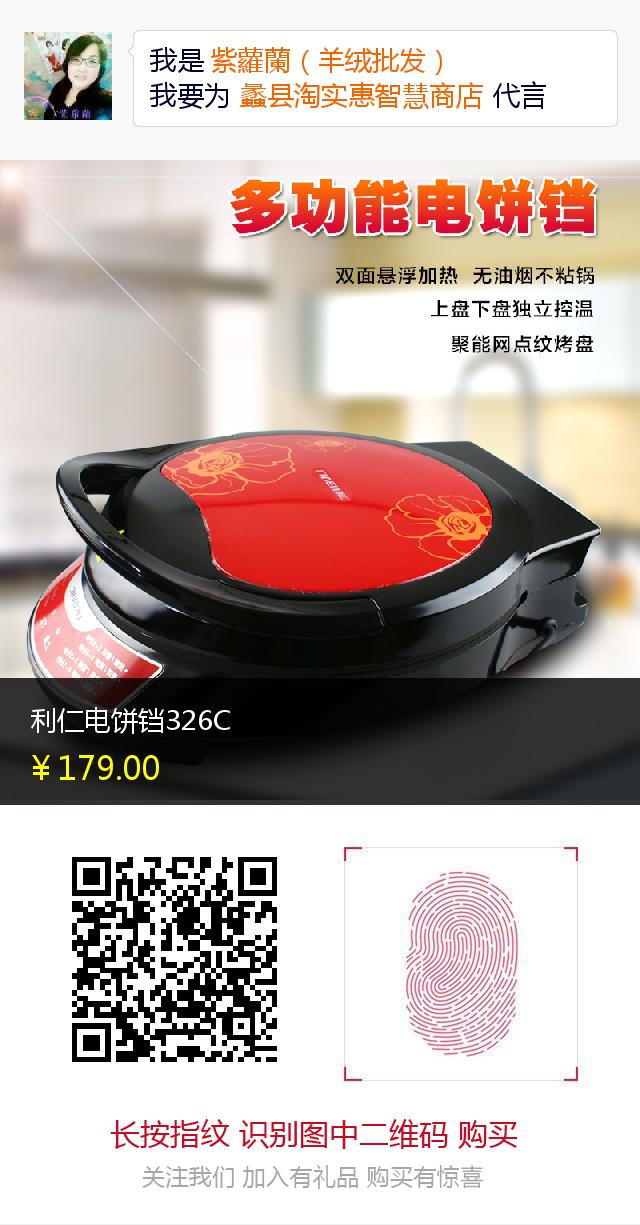 我是 紫蘿蘭（羊绒批发）
我要为 蠡县淘实惠智慧商店 代言
紫蘿蘭
多功能电饼铛
双面悬浮加热 无油烟不粘锅
上盘下盘独立控温
聚能网点纹烤盘
利仁电饼铛326C
¥179.00
长按指纹 识别图中二维码 购买
关注我们 加入有礼品 购买有惊喜